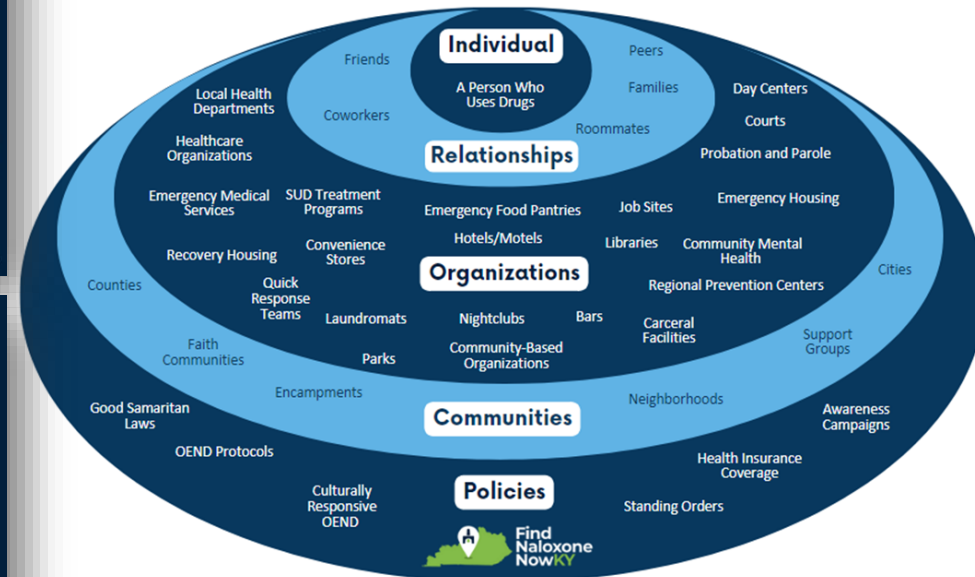 Individual
A Person Who
Uses Drugs
Friends
Peers
Families
Coworkers
Roommates
Relationships
Local Health
Departments
Day Centers
Courts
Healthcare
Organizations
Probation and Parole
Emergency Medical
Services
SUD Treatment
Programs
Emergency Food Pantries
Job Sites
Emergency Housing
Recovery Housing
Convenience
Stores
Hotels/Motels
Libraries
Community Mental
Health
Organizations
Quick
Response
Teams
Regional Prevention Centers
Laundromats
Nightclubs
Bars
Carceral
Facilities
Parks
Community-Based
Organizations
Counties
Cities
Faith
Communities
Support
Groups
Encampments
Neighborhoods
Communities
Good Samaritan
Laws
Awareness
Campaigns
OEND Protocols
Health Insurance
Coverage
Culturally
Responsive
OEND
Policies
Standing Orders
Find
Naloxone
NowKY